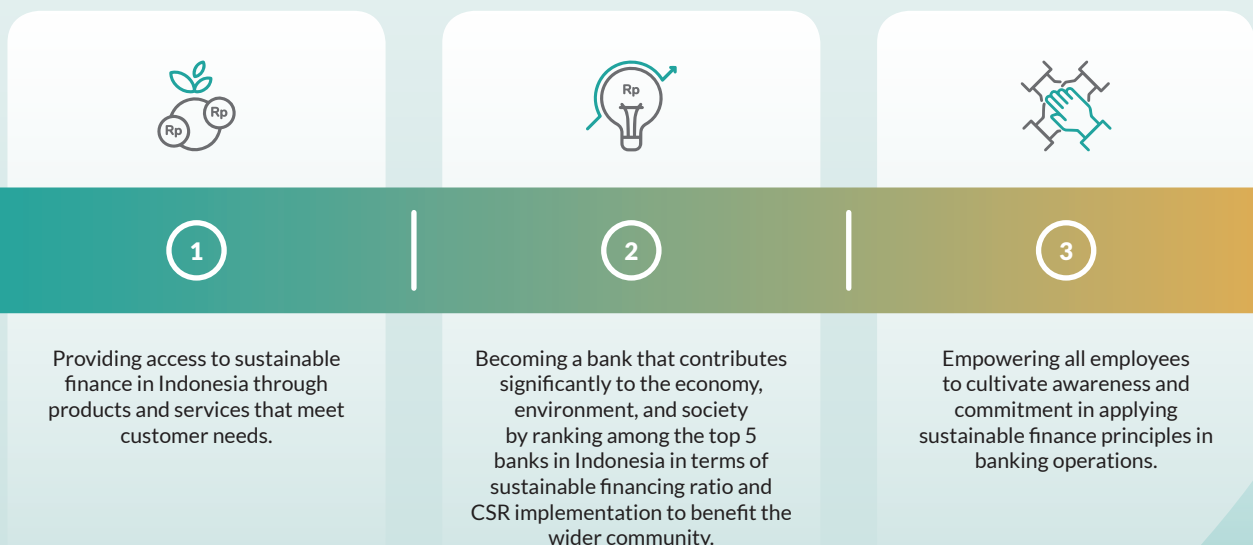 Rp
Rp
Rp
1
2
3
Providing access to sustainable
finance in Indonesia through
products and services that meet
customer needs.
Becoming a bank that contributes
significantly to the economy,
environment, and society
by ranking among the top 5
banks in Indonesia in terms of
sustainable financing ratio and
CSR implementation to benefit the
wider community.
Empowering all employees
to cultivate awareness and
commitment in applying
sustainable finance principles in
banking operations.